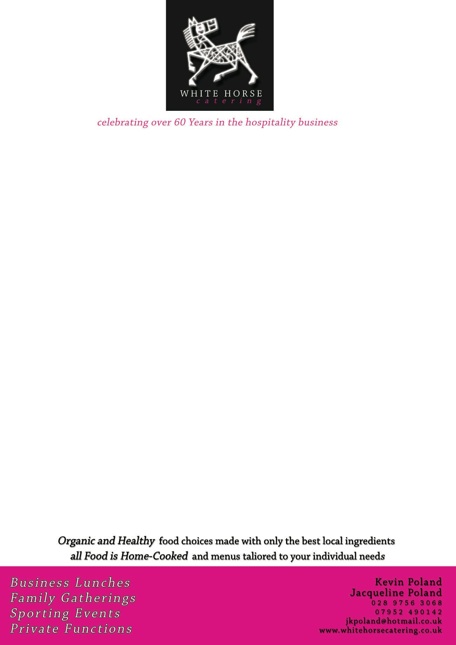 WHITE HORSE
catering
celebrating over 60 Years in the hospitality business
Organic and Healthy food choices made with only the best local ingredients
all Food is Home-Cooked and menus taliored to your individual needs
Business Lunches
Family Gatherings
Sporting Events
Private Functions
Kevin Poland
Jacqueline Poland
028 9756 3068
07952 490142
jkpoland@hotmail.co.uk
www.whitehorsecatering.co.uk